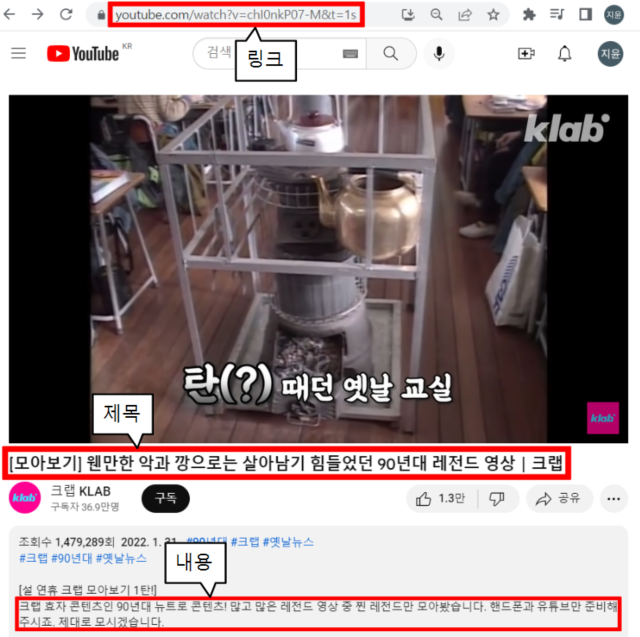 youtube.com/watch?v=chI0nkP07-M&t=1s
지윤
링크
YouTube KR
검색
지윤
klab
탄(?) 때던 옛날 교실
klab
제목
[모아보기] 웬만한 악과 깡으로는 살아남기 힘들었던 90년대 레전드 영상 | 크랩
klab
크랩 KLAB
구독자 36.9만명
구독
1.3만
공유
조회수 1,479,289회 2022. 1. 31. #90년대 #크랩 #옛날뉴스
#크랩 #90년대 #옛날뉴스
내용
[설 연휴 크랩 모아보기 1탄!]
크랩 효자 콘텐츠인 90년대 뉴트로 콘텐츠! 많고 많은 레전드 영상 중 찐 레전드만 모아봤습니다. 핸드폰과 유튜브만 준비해
주시죠. 제대로 모시겠습니다.